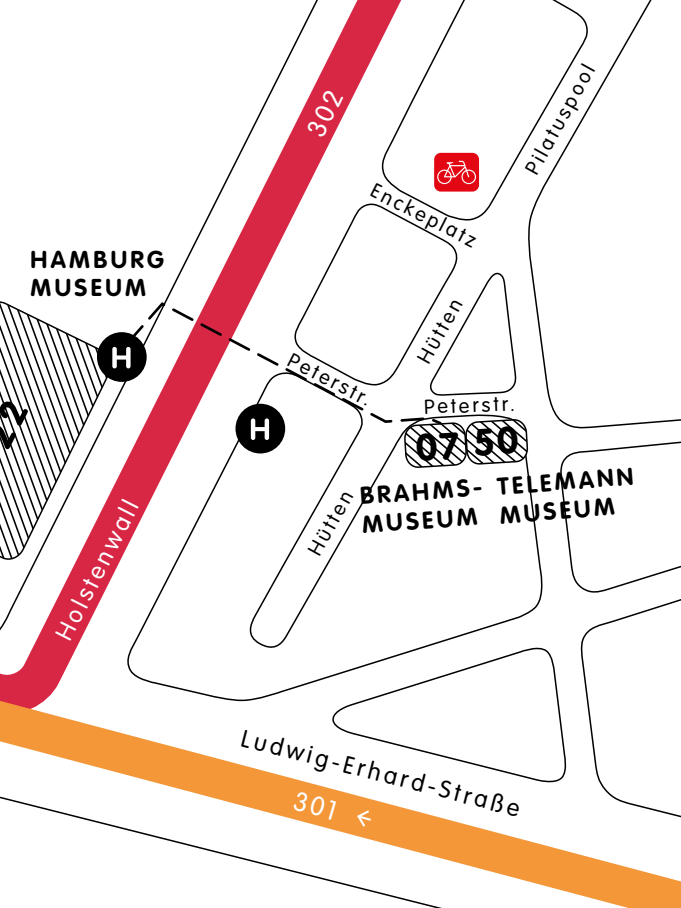 302
Pilatuspool
Enckeplatz
HAMBURG
MUSEUM
Hütten
H
Peterstr.
Peterstr.
H
22
07 50
BRAHMS- TELEMANN
MUSEUM MUSEUM
Hütten
Holstenwall
Ludwig-Erhard-Straße
301 ←